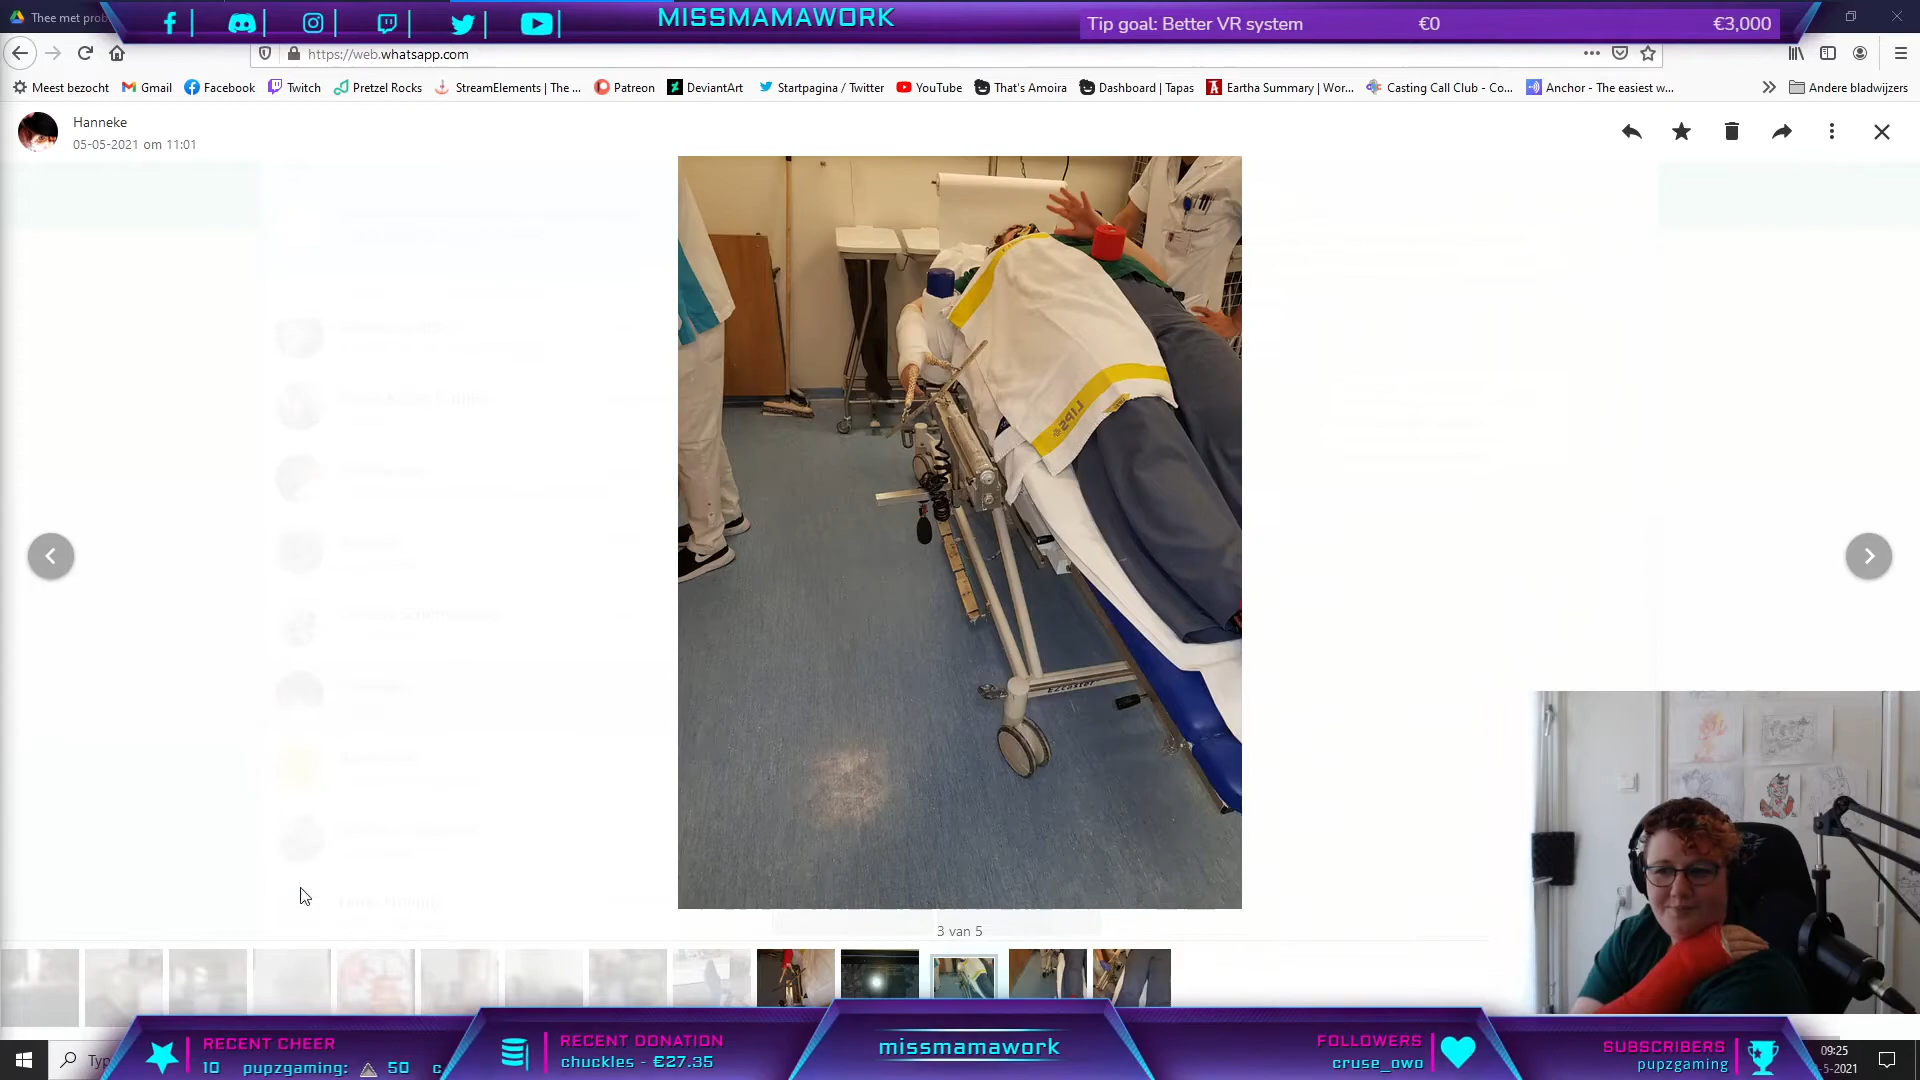 Thee met prob
MISSMAMAWORK
Tip goal: Better VR system €0 €3,000
https://web.whatsapp.com
Meest bezocht Gmail Facebook Twitch Pretzel Rocks StreamElements | The ... Patreon DeviantArt Startpagina / Twitter YouTube That's Amoira Dashboard | Tapas Eartha Summary | Wor... Casting Call Club - Co... Anchor - The easiest w... Andere bladwijzers
Hanneke
05-05-2021 om 11:01
LIPS
3 van 5
RECENT CHEER
10 pupzgaming: 50 c
RECENT DONATION
chuckles - €27.35
missmamawork
FOLLOWERS
cruse_owo
SUBSCRIBERS
pupzgaming
Typ
09:25
-5-2021